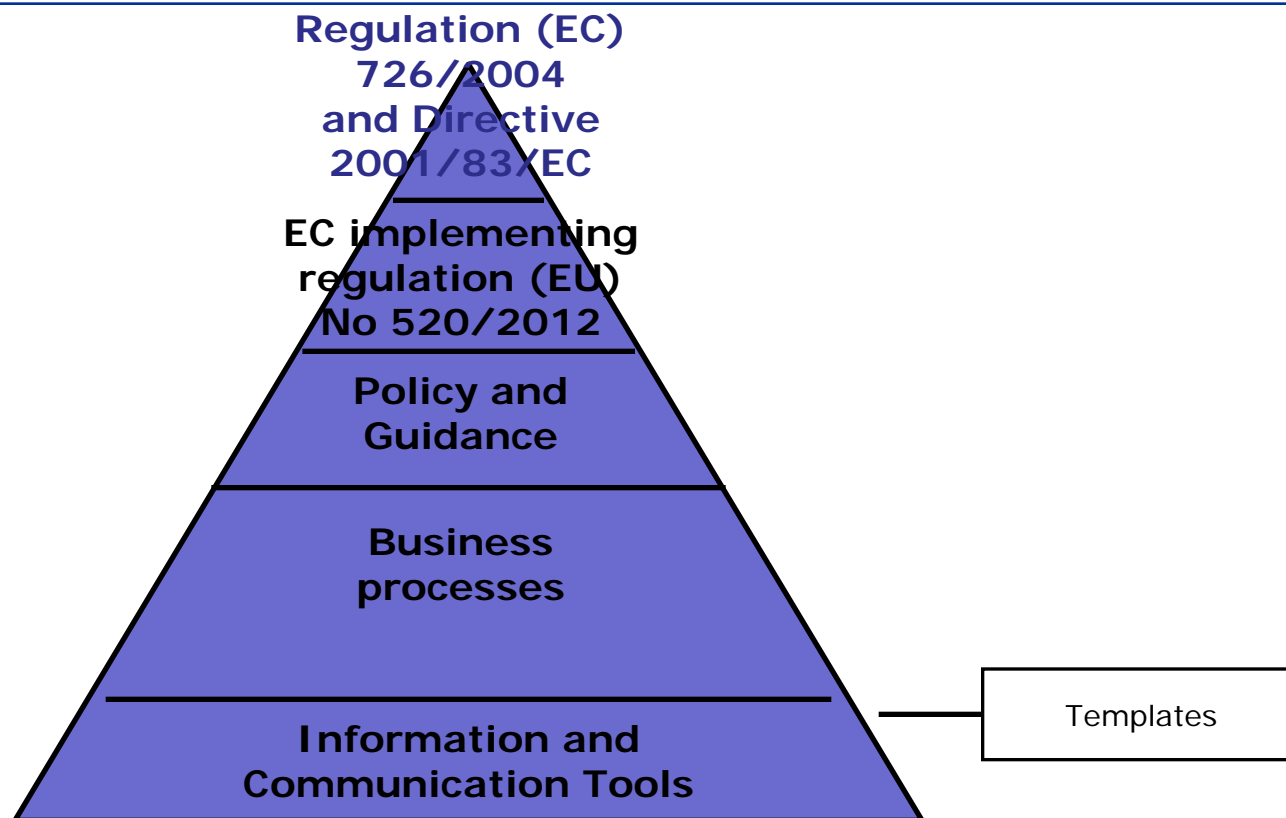 Regulation (EC)
726/2004
and Directive
2001/83/EC
EC implementing
regulation (EU)
No 520/2012
Policy and
Guidance
Business
processes
Information and
Communication Tools
Templates